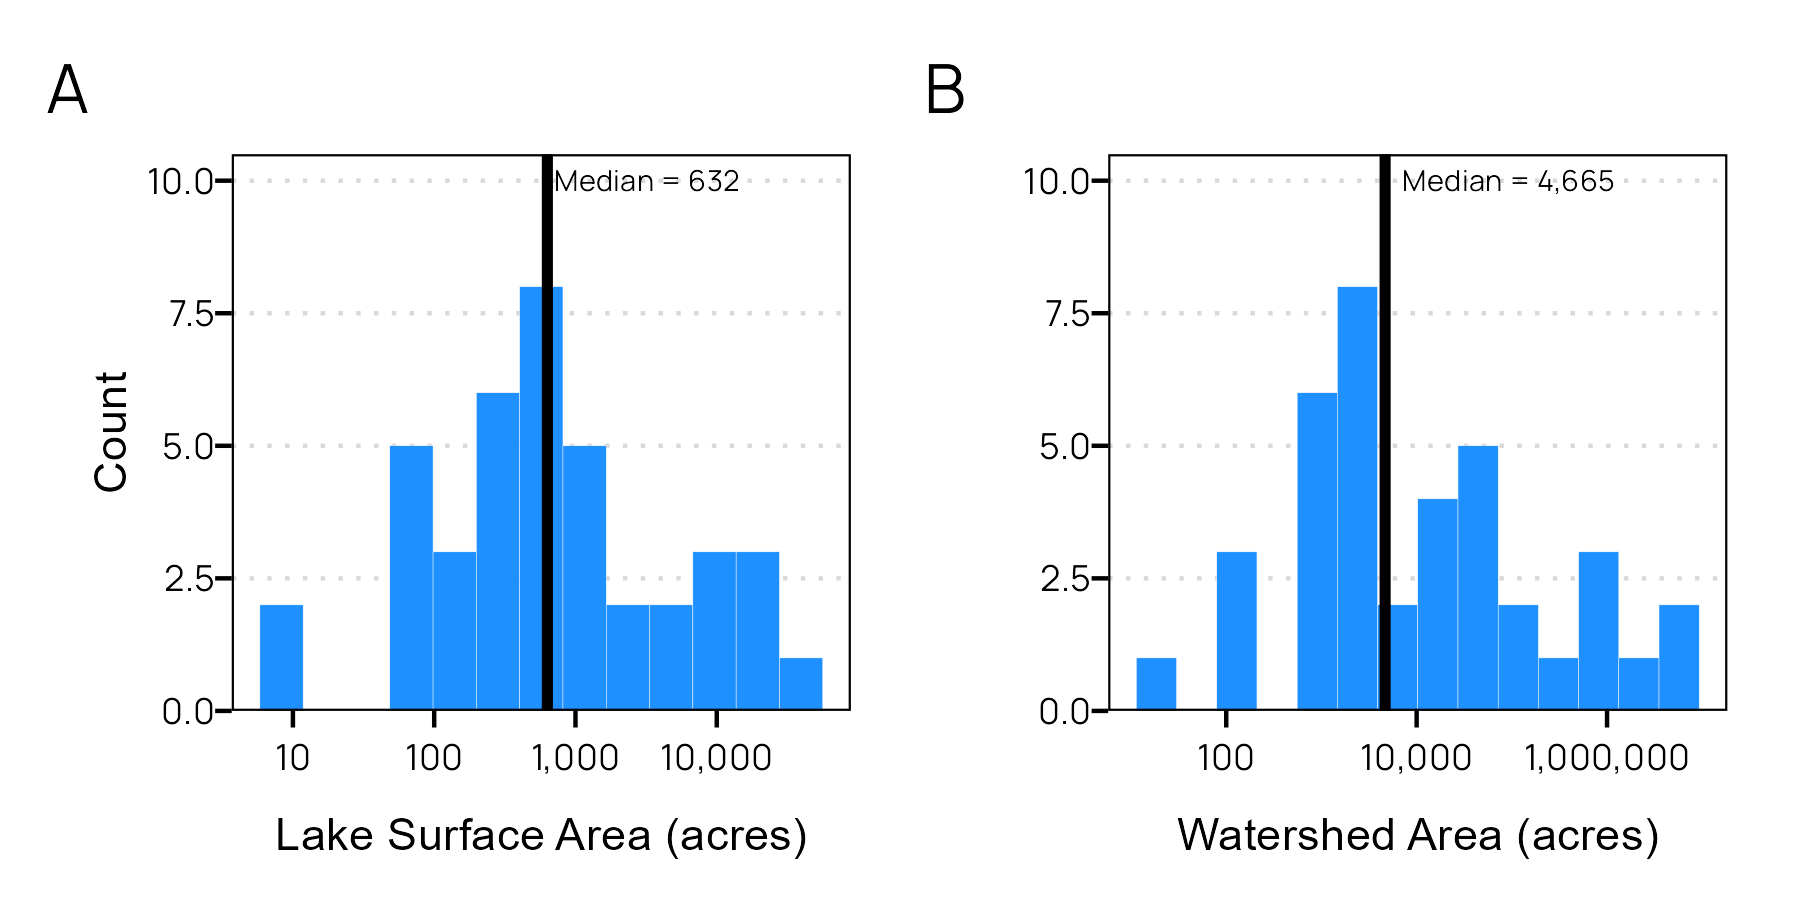 A
Median = 632
10.0
7.5
5.0
2.5
0.0
Count
10 100 1,000 10,000
Lake Surface Area (acres)
B
Median = 4,665
10.0
7.5
5.0
2.5
0.0
100 10,000 1,000,000
Watershed Area (acres)